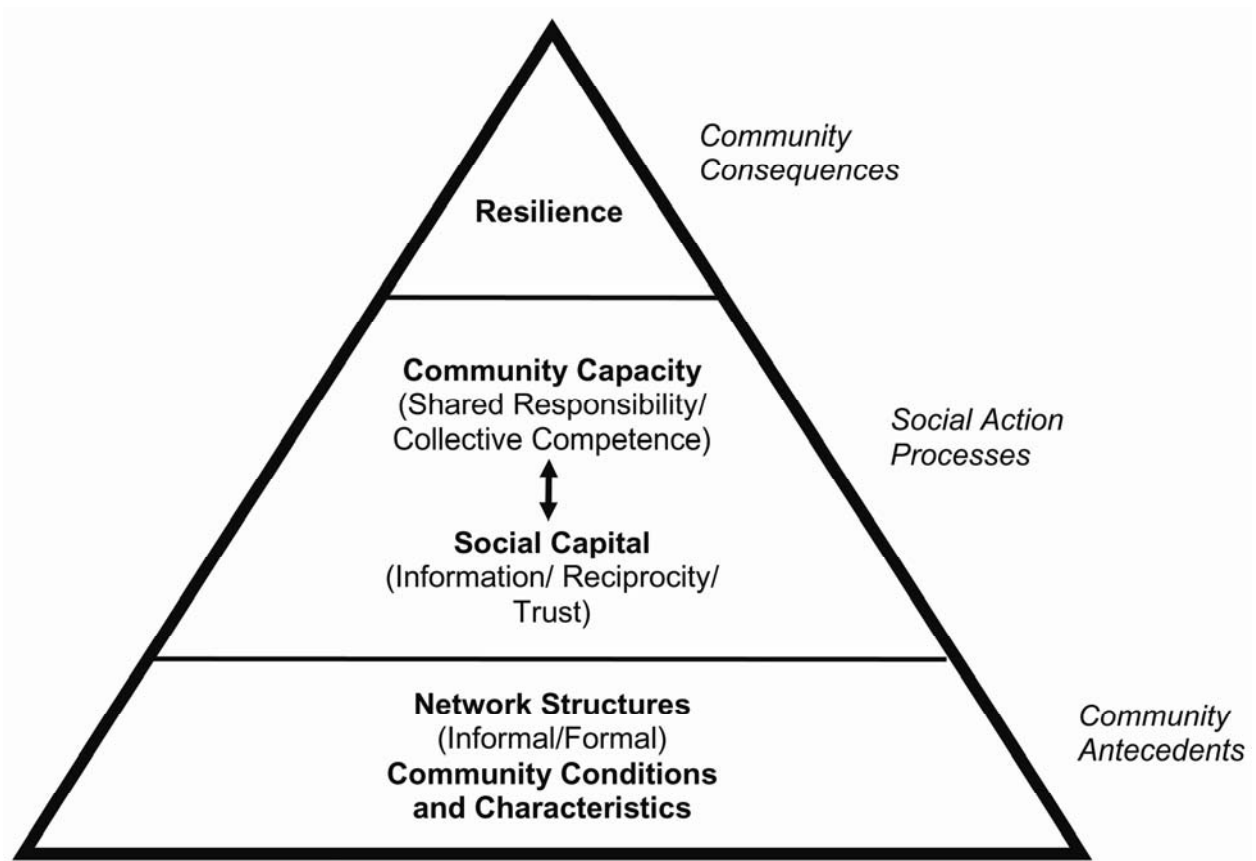 Community
Consequences
Resilience
Community Capacity
(Shared Responsibility/
Collective Competence)
Social Action
Processes
Social Capital
(Information/ Reciprocity/
Trust)
Network Structures
(Informal/Formal)
Community Conditions
and Characteristics
Community
Antecedents